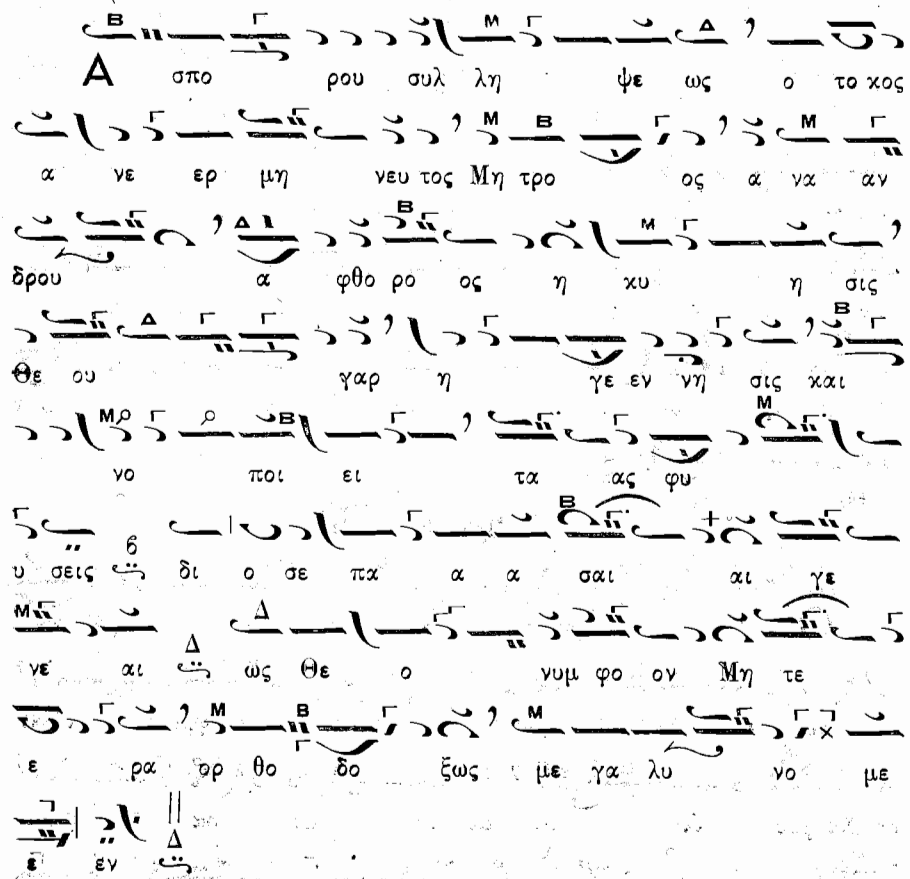 Α σπο ρου συλ λη ψε ως ο το κος
α νε ερ μη νευ τος Μη τρο ος α να αν
δρου α φθο ρο ος η κυ η σις
Θε ου γαρ η γε εν νη σις και
νο ποι ει τα ας φυ
υ σεις δι ο σε πα α α σαι αι γε
νε αι ως Θε ο νυμ φο ον Μη τε
ε ρα ορ θο δο ξως με γα λυ νο με
ε εν